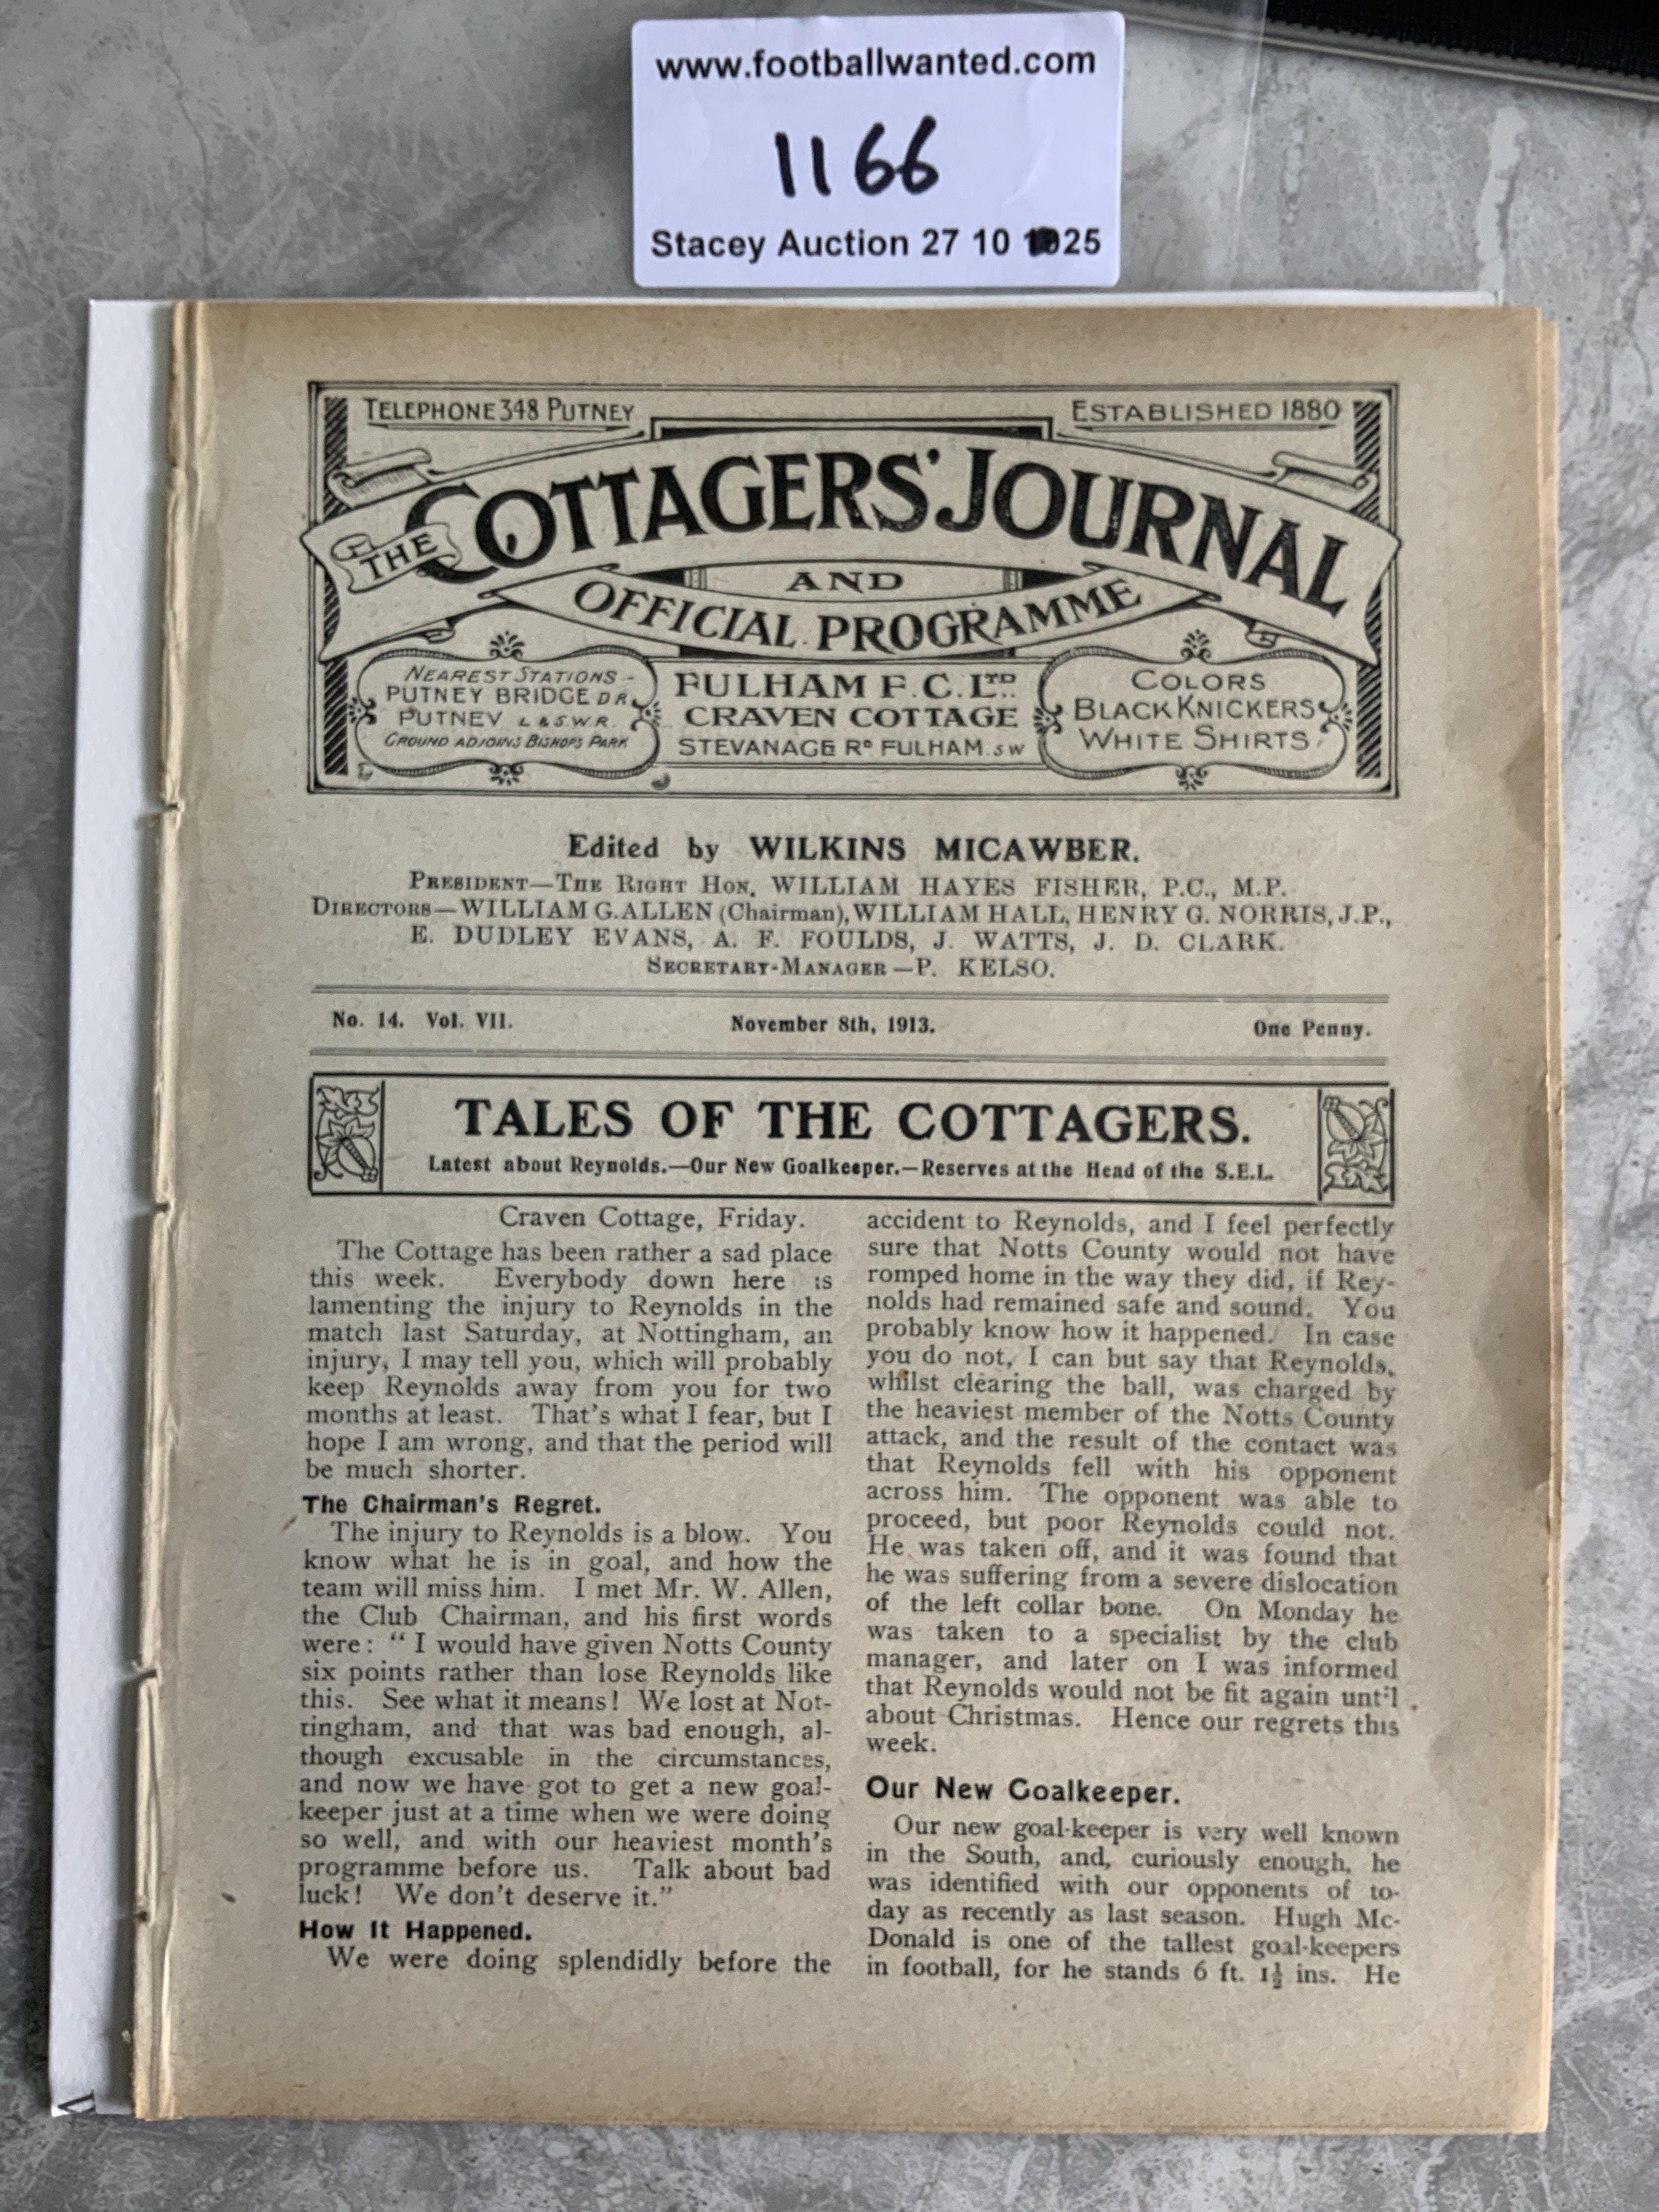 www.footballwanted.com
1166
Stacey Auction 27 10 25
TELEPHONE 348 PUTNEY
ESTABLISHED 1880
THE COTTAGERS' JOURNAL
AND
OFFICIAL PROGRAMME
NEAREST STATIONS -
PUTNEY BRIDGE D R.
PUTNEY L & S.W.R.
GROUND ADJOINS BISHOPS PARK
FULHAM F.C. LTD.
CRAVEN COTTAGE
STEVANAGE RD FULHAM. SW
COLORS
BLACK KNICKERS
WHITE SHIRTS
Edited by WILKINS MICAWBER.
PRESIDENT—THE RIGHT HON. WILLIAM HAYES FISHER, P.C., M.P.
DIRECTORS—WILLIAM G. ALLEN (Chairman), WILLIAM HALL, HENRY G. NORRIS, J.P.,
E. DUDLEY EVANS, A. F. FOULDS, J. WATTS, J. D. CLARK.
SECRETARY-MANAGER—P. KELSO.
No. 14. Vol. VII.
November 8th, 1913.
One Penny.
TALES OF THE COTTAGERS.
Latest about Reynolds.—Our New Goalkeeper.—Reserves at the Head of the S.E.L.
Craven Cottage, Friday.
The Cottage has been rather a sad place
this week. Everybody down here is
lamenting the injury to Reynolds in the
match last Saturday, at Nottingham, an
injury, I may tell you, which will probably
keep Reynolds away from you for two
months at least. That's what I fear, but I
hope I am wrong, and that the period will
be much shorter.
The Chairman's Regret.
The injury to Reynolds is a blow. You
know what he is in goal, and how the
team will miss him. I met Mr. W. Allen,
the Club Chairman, and his first words
were: "I would have given Notts County
six points rather than lose Reynolds like
this. See what it means! We lost at Not-
tingham, and that was bad enough, al-
though excusable in the circumstances,
and now we have got to get a new goal-
keeper just at a time when we were doing
so well, and with our heaviest month's
programme before us. Talk about bad
luck! We don't deserve it."
How It Happened.
We were doing splendidly before the
accident to Reynolds, and I feel perfectly
sure that Notts County would not have
romped home in the way they did, if Rey-
nolds had remained safe and sound. You
probably know how it happened. In case
you do not, I can but say that Reynolds,
whilst clearing the ball, was charged by
the heaviest member of the Notts County
attack, and the result of the contact was
that Reynolds fell with his opponent
across him. The opponent was able to
proceed, but poor Reynolds could not.
He was taken off, and it was found that
he was suffering from a severe dislocation
of the left collar bone. On Monday he
was taken to a specialist by the club
manager, and later on I was informed
that Reynolds would not be fit again until
about Christmas. Hence our regrets this
week.
Our New Goalkeeper.
Our new goal-keeper is very well known
in the South, and, curiously enough, he
was identified with our opponents of to-
day as recently as last season. Hugh Mc-
Donald is one of the tallest goal-keepers
in football, for he stands 6 ft. 1½ ins. He